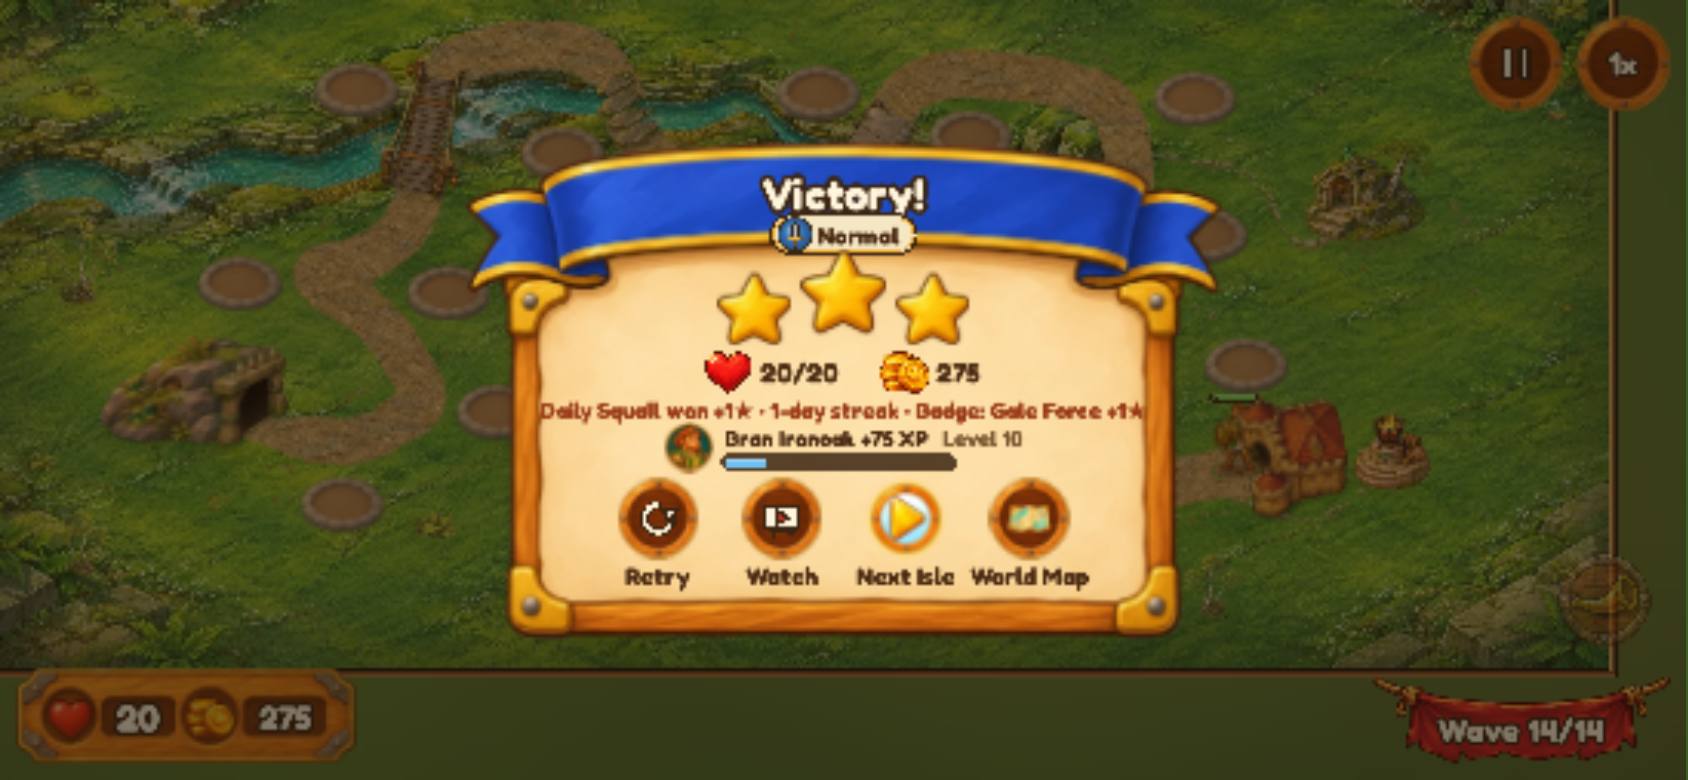 1x
Victory!
Normal
20/20 275
Daily Squall won +1★ · 1-day streak · Badge: Gale Force +1★
Bran Ironoak +75 XP Level 10
Retry Watch Next Isle World Map
20 275
Wave 14/14